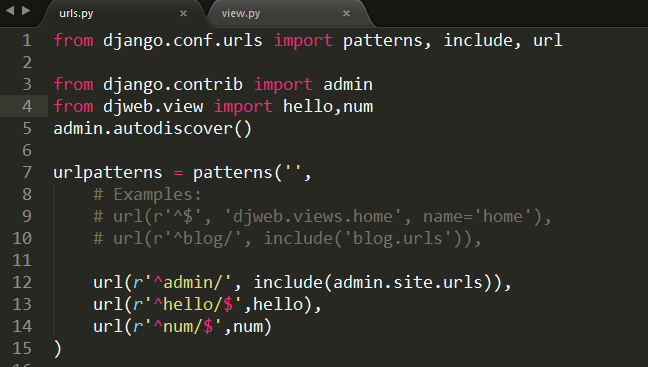 urls.py × view.py ×
1 from django.conf.urls import patterns, include, url
2
3 from django.contrib import admin
4 from djweb.view import hello,num
5 admin.autodiscover()
6
7 urlpatterns = patterns('',
8     # Examples:
9     # url(r'^$', 'djweb.views.home', name='home'),
10     # url(r'^blog/', include('blog.urls')),
11
12     url(r'^admin/', include(admin.site.urls)),
13     url(r'^hello/$',hello),
14     url(r'^num/$',num)
15 )